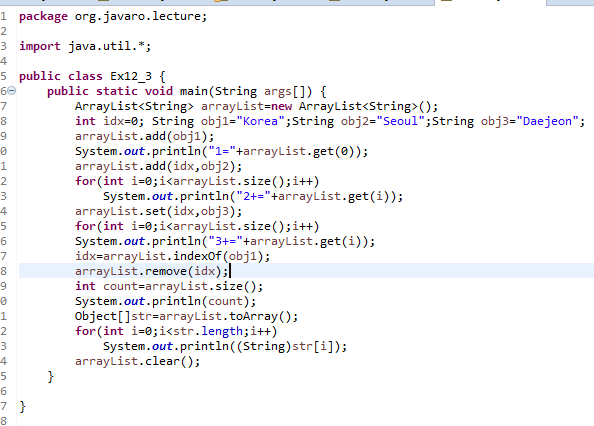 1 package org.javaro.lecture;
2
3 import java.util.*;
4
5 public class Ex12_3 {
6 public static void main(String args[]) {
7 ArrayList<String> arrayList=new ArrayList<String>();
8 int idx=0; String obj1="Korea";String obj2="Seoul";String obj3="Daejeon";
9 arrayList.add(obj1);
0 System.out.println("1="+arrayList.get(0));
1 arrayList.add(idx,obj2);
2 for(int i=0;i<arrayList.size();i++)
3 System.out.println("2+="+arrayList.get(i));
4 arrayList.set(idx,obj3);
5 for(int i=0;i<arrayList.size();i++)
6 System.out.println("3+="+arrayList.get(i));
7 idx=arrayList.indexOf(obj1);
8 arrayList.remove(idx);
9 int count=arrayList.size();
0 System.out.println(count);
1 Object[]str=arrayList.toArray();
2 for(int i=0;i<str.length;i++)
3 System.out.println((String)str[i]);
4 arrayList.clear();
5 }
6
7 }
8